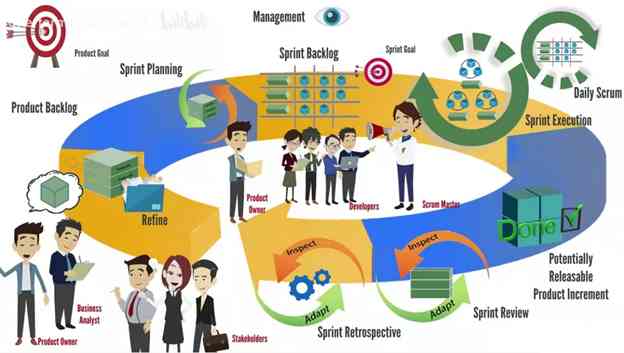 Management
Product Goal
Sprint Planning
Sprint Backlog
Sprint Goal
Daily Scrum
Product Backlog
Sprint Execution
Refine
Product
Owner
Developers
Scrum Master
Inspect
Adapt
Sprint Retrospective
Inspect
Adapt
Sprint Review
Done
Potentially
Releasable
Product Increment
Business
Analyst
Product Owner
Stakeholders